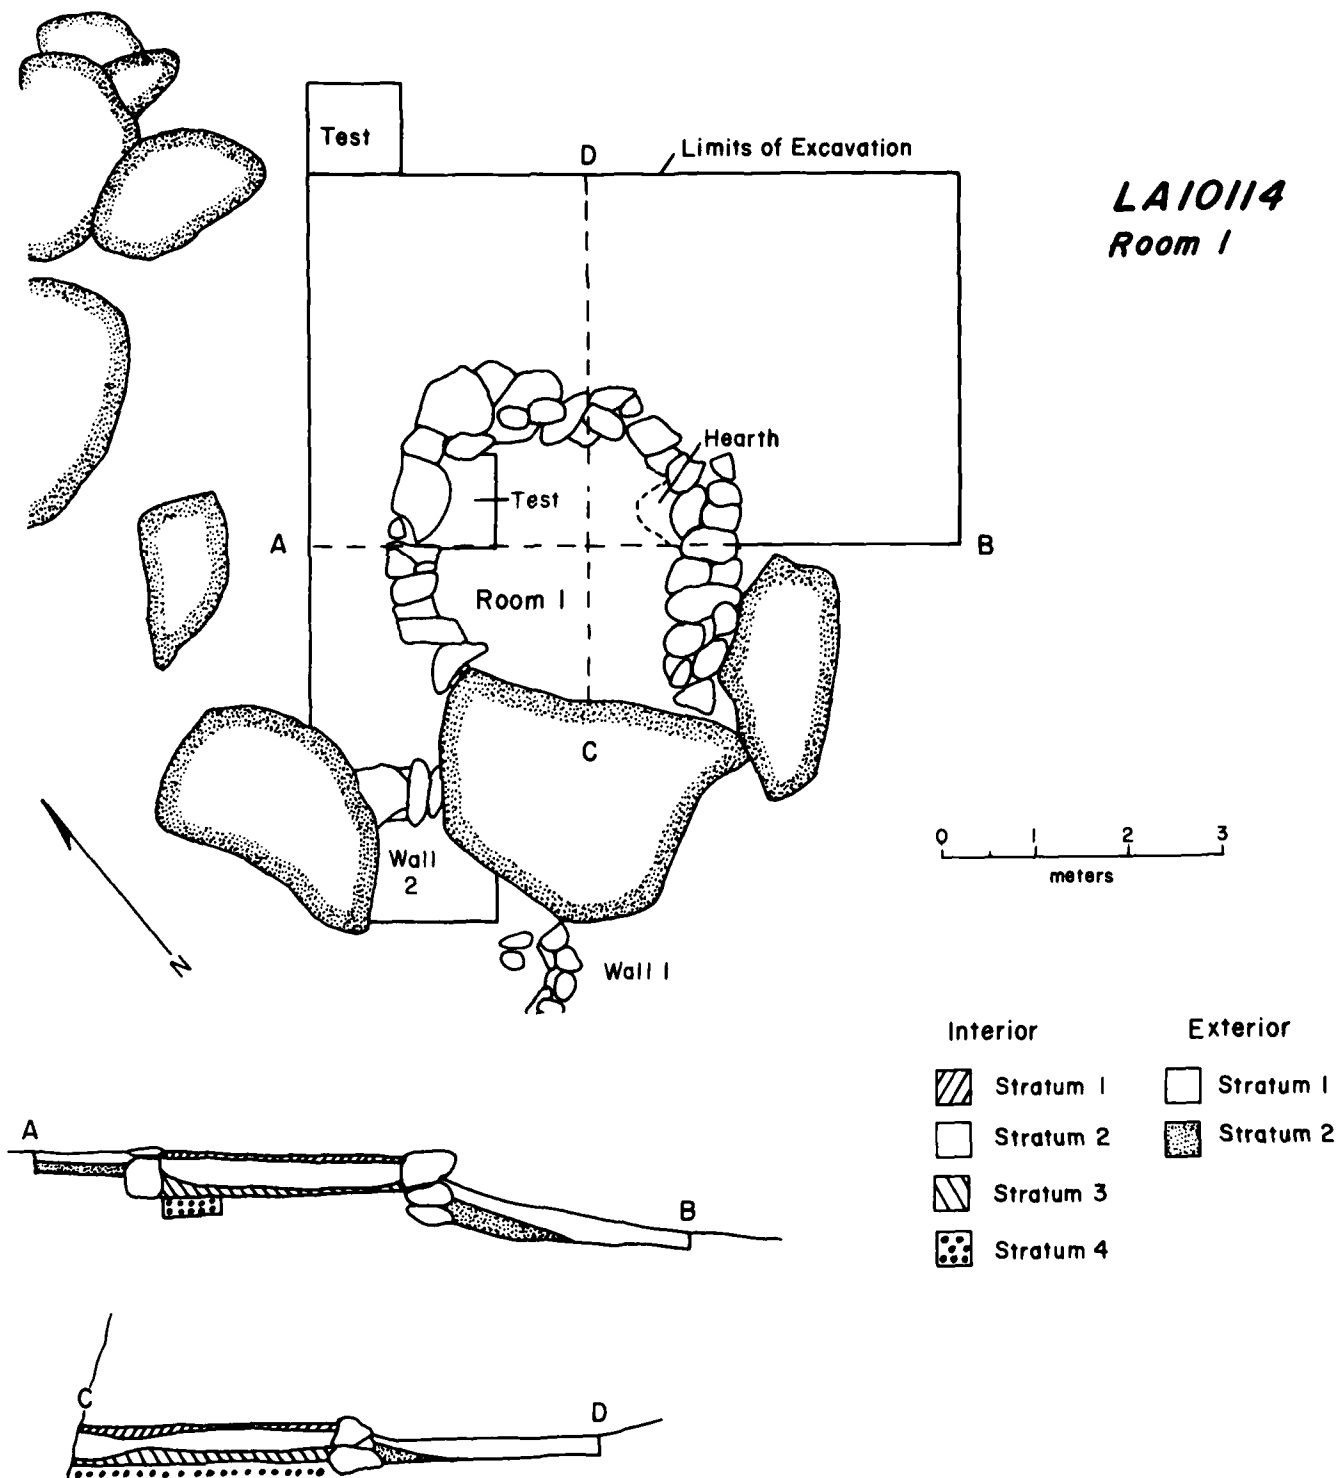 Test
D
Limits of Excavation
LA10114
Room 1
Hearth
Test
A
B
Room 1
C
Wall
2
0 1 2 3
meters
N
Wall 1
Interior
Exterior
Stratum 1
Stratum 1
Stratum 2
Stratum 2
Stratum 3
Stratum 4
A
B
C
D